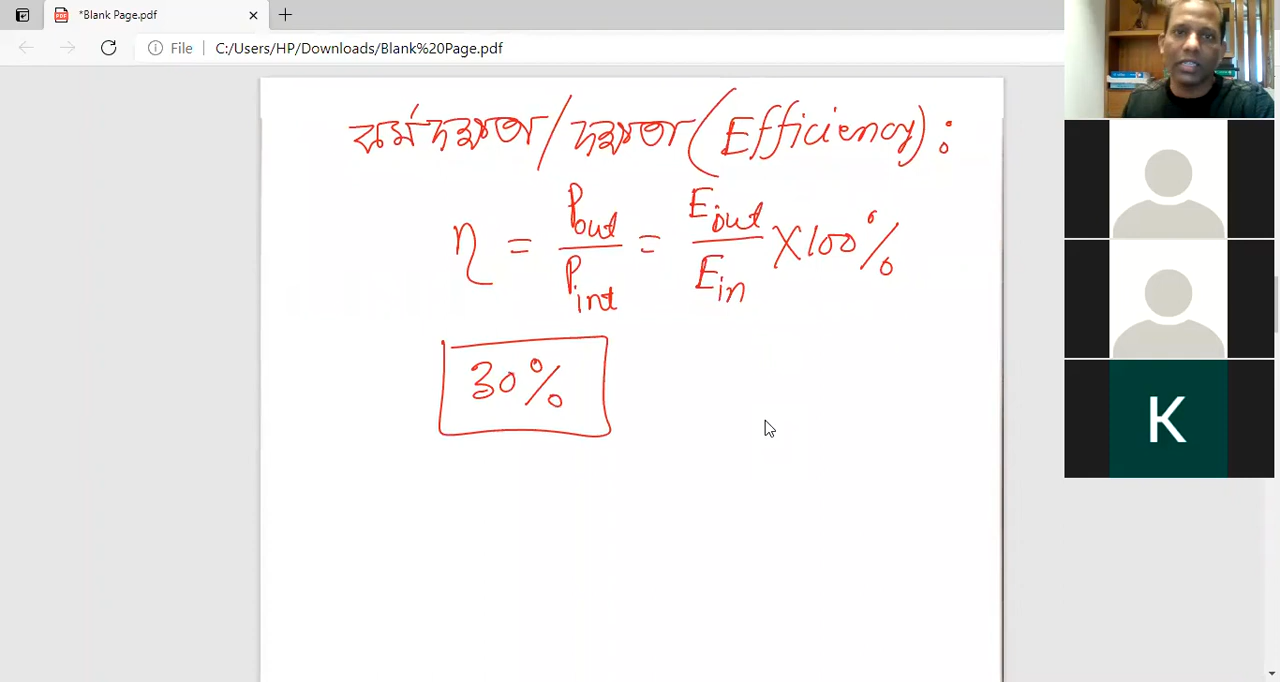 *Blank Page.pdf
File C:/Users/HP/Downloads/Blank%20Page.pdf
কর্মদক্ষতা/দক্ষতা (Efficiency):
η = Pout/Pint = Eout/Ein X100%
30%
K